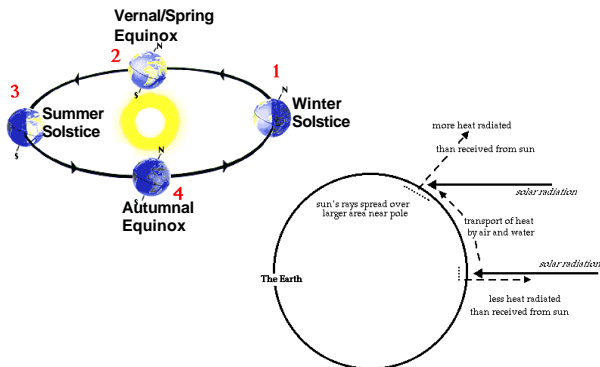 Vernal/Spring
Equinox
N
2
S
1
N
Winter
Solstice
S
3
N
Summer
Solstice
S
N
4
S
Autumnal
Equinox
more heat radiated
than received from sun
sun's rays spread over
larger area near pole
solar radiation
transport of heat
by air and water
The Earth
solar radiation
less heat radiated
than received from sun